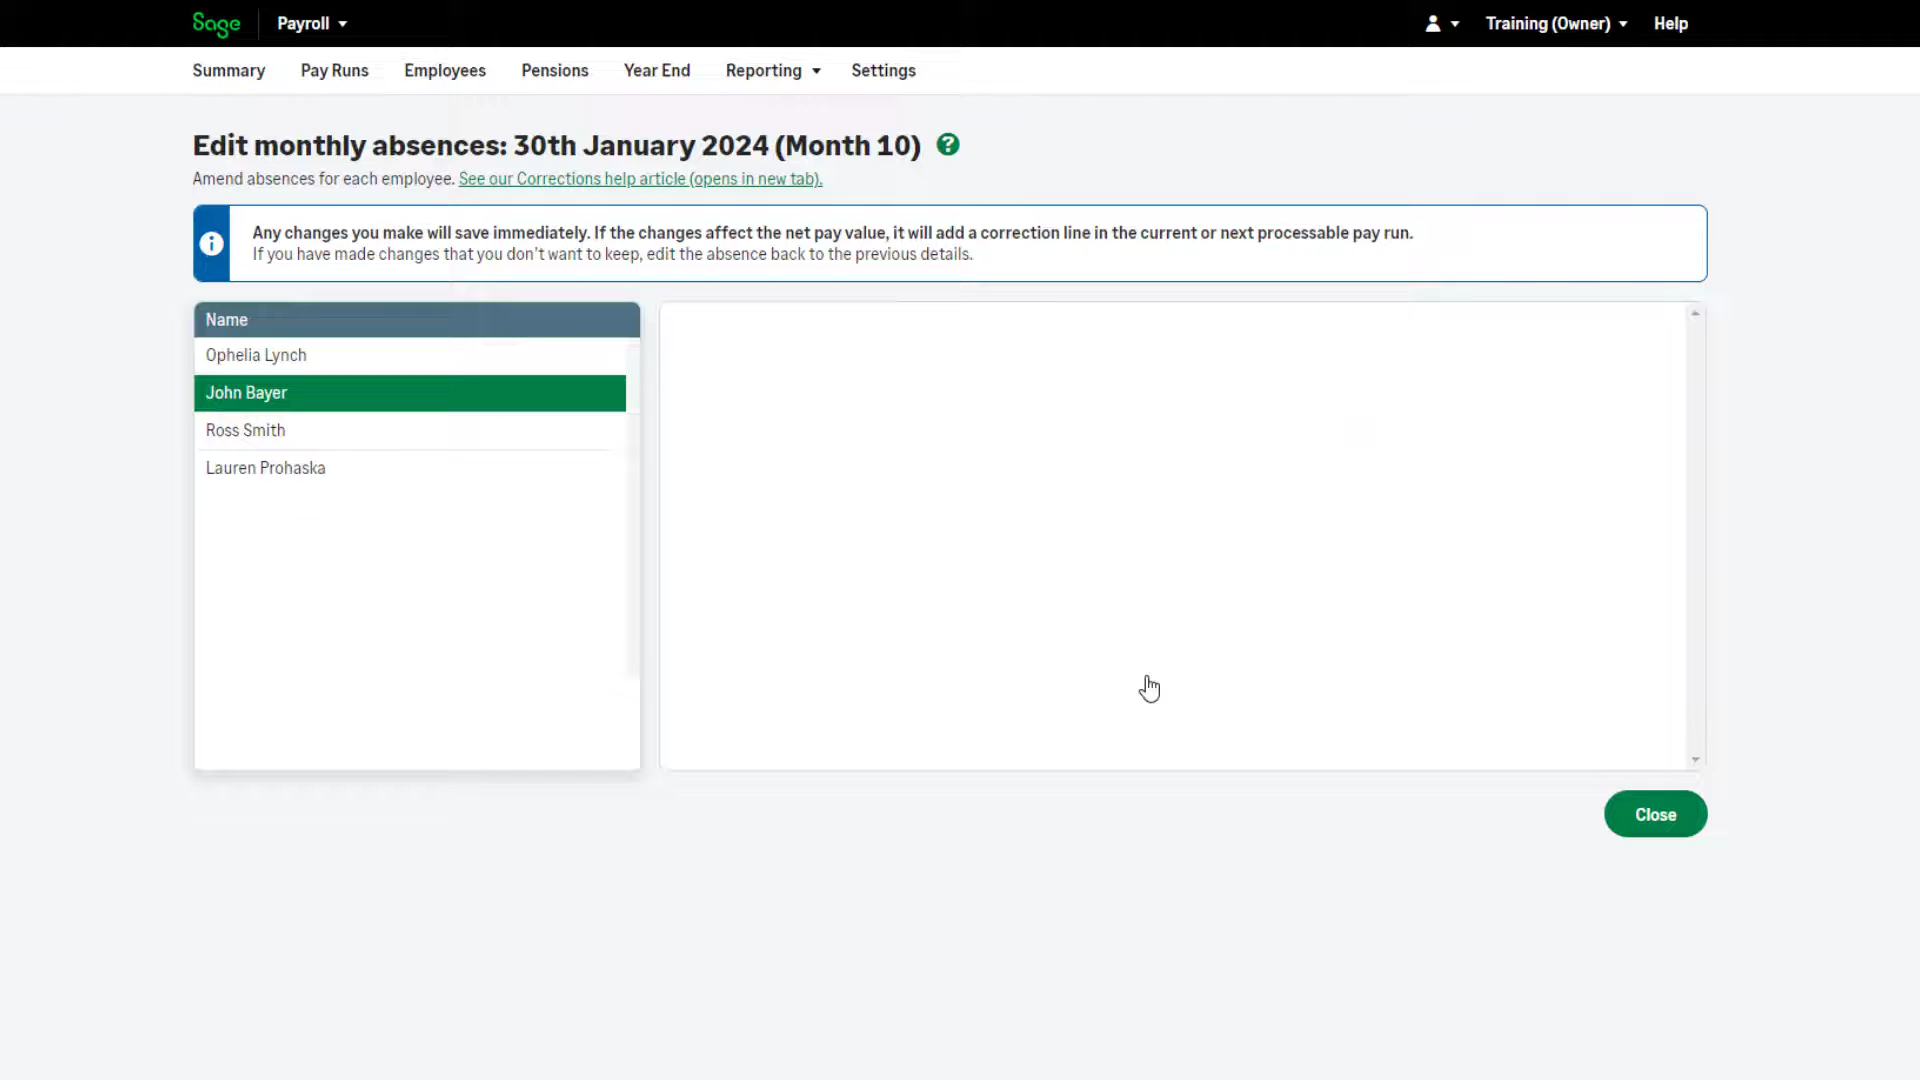 Sage
Payroll
Training (Owner)
Help
Summary
Pay Runs
Employees
Pensions
Year End
Reporting
Settings
Edit monthly absences: 30th January 2024 (Month 10) ?
Amend absences for each employee. See our Corrections help article (opens in new tab).
Any changes you make will save immediately. If the changes affect the net pay value, it will add a correction line in the current or next processable pay run.
If you have made changes that you don't want to keep, edit the absence back to the previous details.
Name
Ophelia Lynch
John Bayer
Ross Smith
Lauren Prohaska
Close